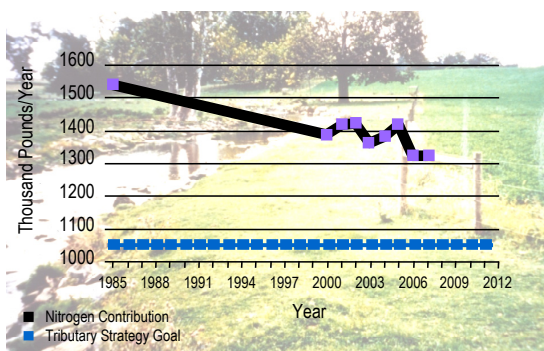 1600
1500
1400
1300
1200
1100
1000
Thousand Pounds/Year
1985 1988 1991 1994 1997 2000 2003 2006 2009 2012
Year
Nitrogen Contribution
Tributary Strategy Goal